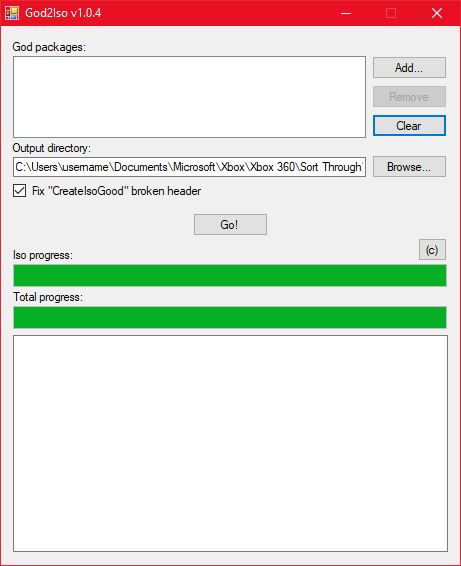 God2Iso v1.0.4
God packages:
Add...
Remove
Clear
Output directory:
C:\Users\username\Documents\Microsoft\Xbox\Xbox 360\Sort Through\
Browse...
Fix "CreateIsoGood" broken header
Go!
(c)
Iso progress:
Total progress: